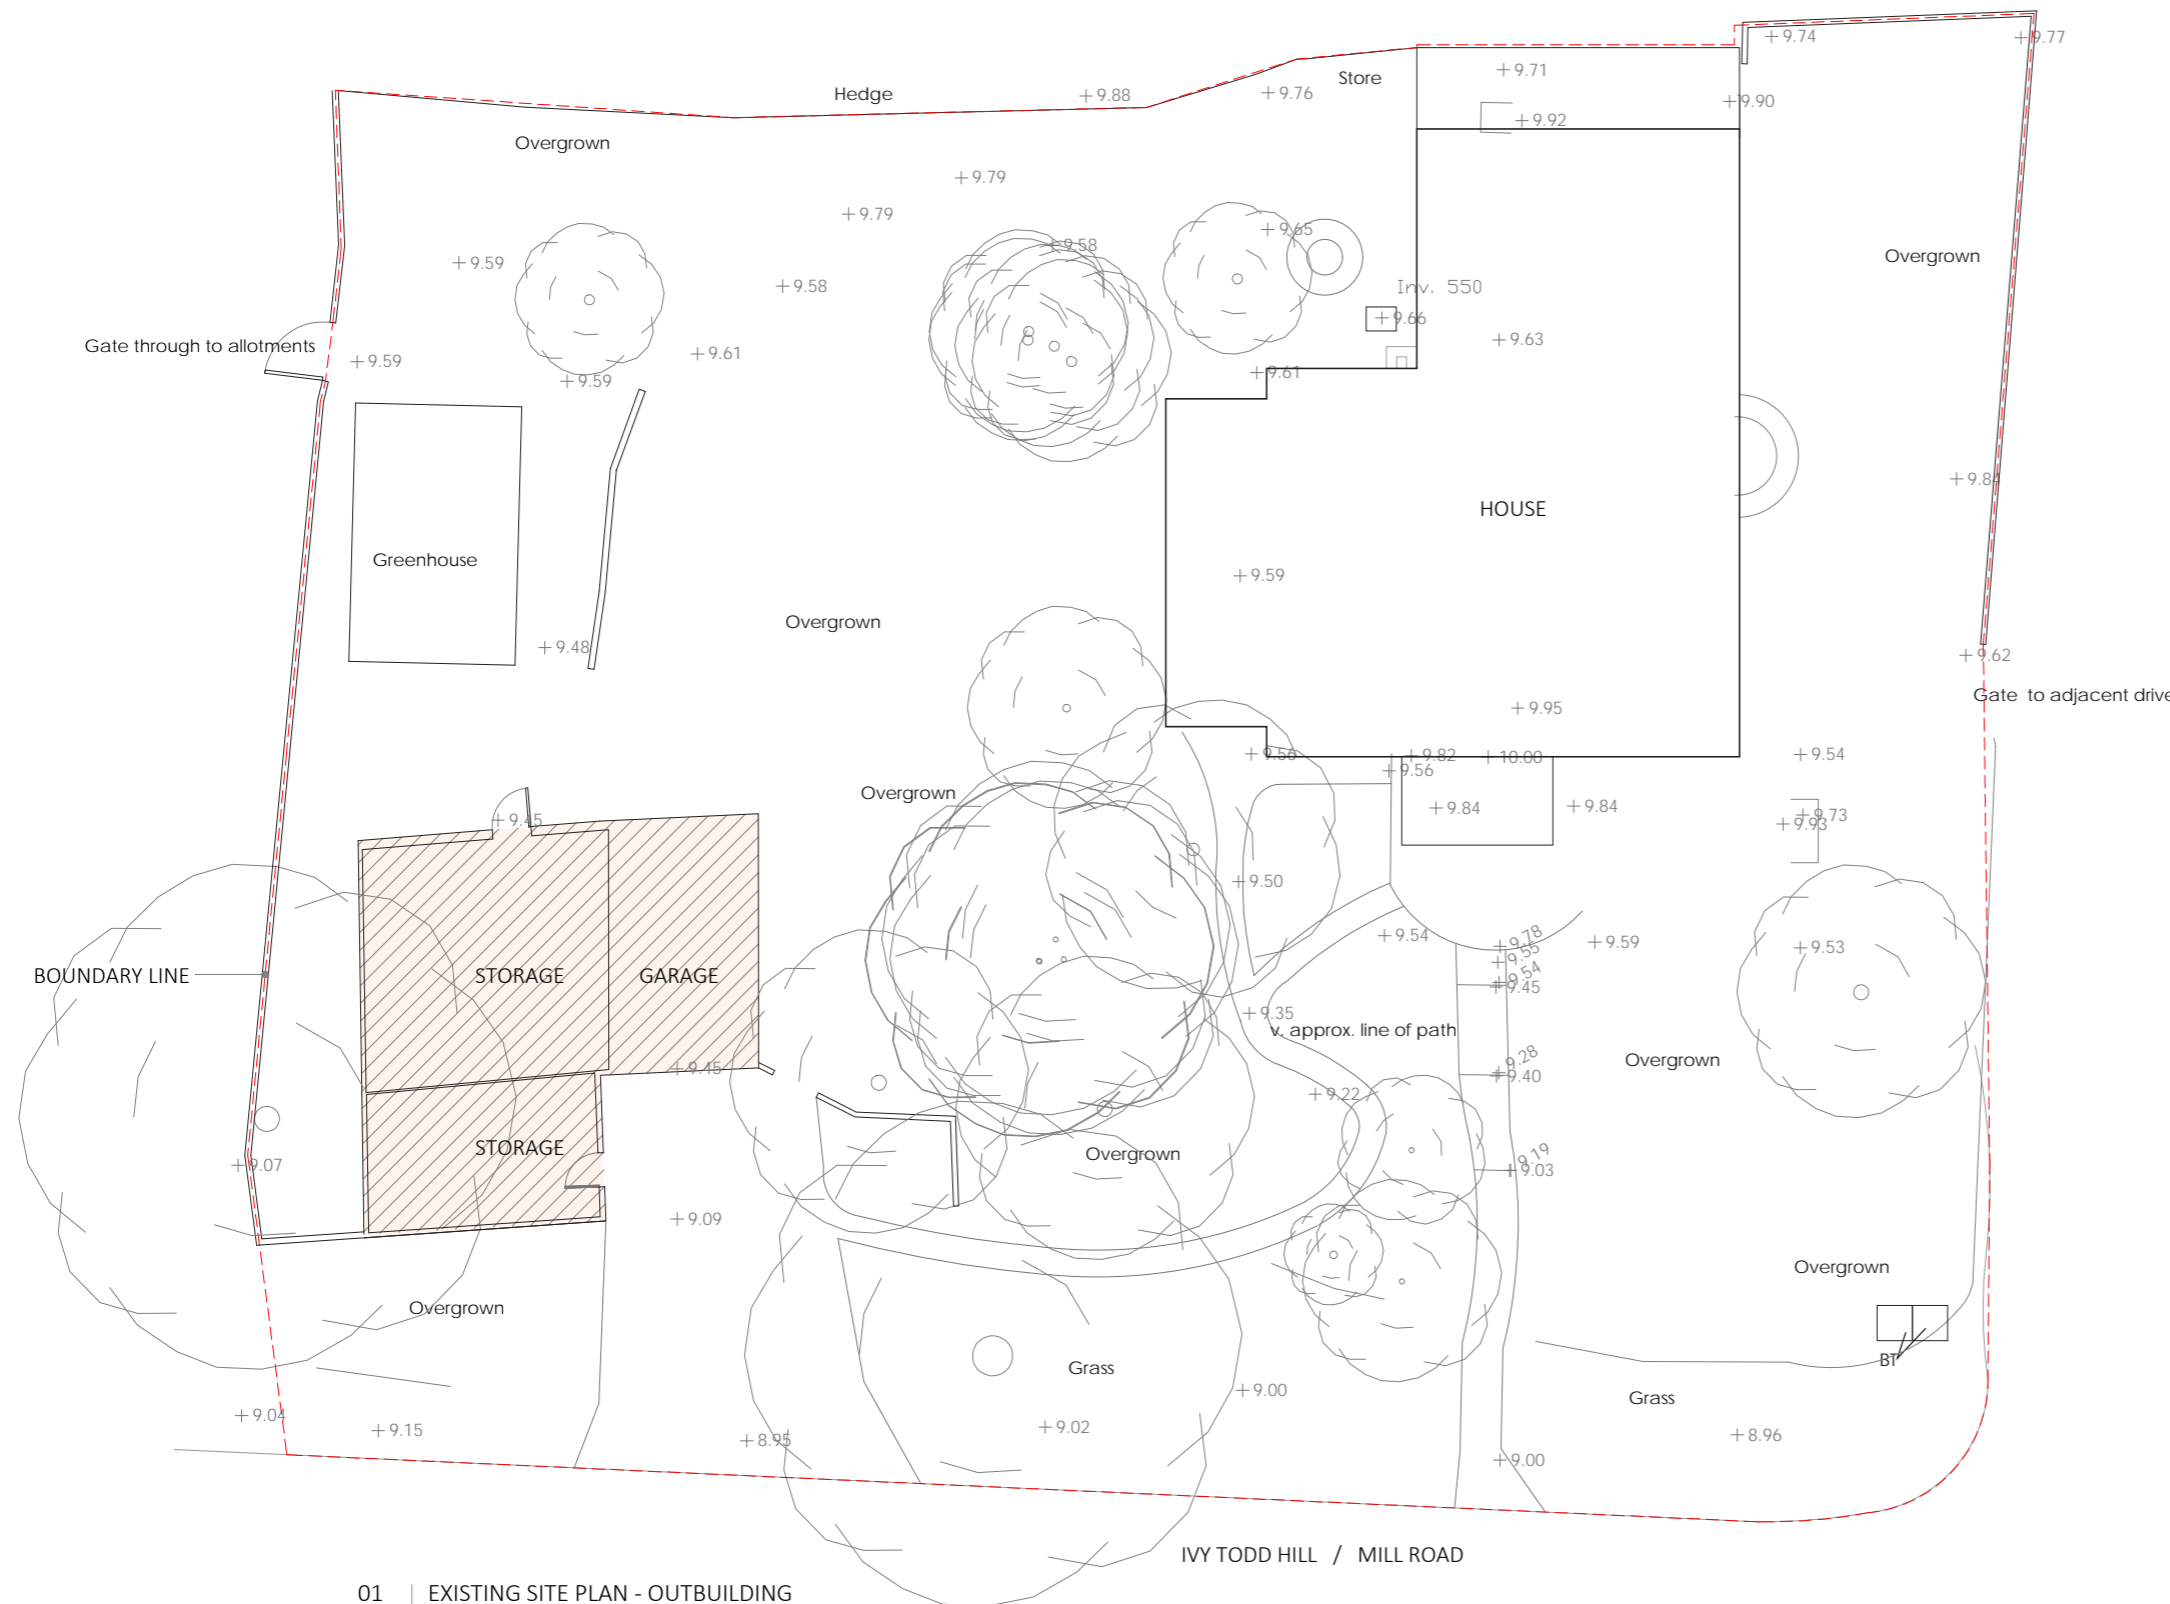 +9.74
+9.77
+9.71
Store
Hedge
+9.88
+9.76
+9.90
+9.92
Overgrown
+9.79
+9.79
+9.65
+9.58
Overgrown
+9.59
+9.58
Inv. 550
+9.66
+9.63
Gate through to allotments
+9.59
+9.61
+9.61
+9.59
+9.84
HOUSE
Greenhouse
+9.59
Overgrown
+9.48
+9.62
Gate to adjacent drive
+9.95
+9.56
+9.82
+10.00
+9.54
+9.56
Overgrown
+9.84
+9.84
+9.73
+9.93
+9.45
+9.50
+9.54
+9.78
+9.55
+9.59
+9.53
BOUNDARY LINE
STORAGE
GARAGE
+9.54
+9.45
+9.35
v. approx. line of path
Overgrown
+9.45
+9.28
+9.40
+9.22
STORAGE
Overgrown
+9.19
+9.03
+9.07
+9.09
Overgrown
Overgrown
BT
Grass
+9.00
Grass
+9.04
+9.15
+8.95
+9.02
+8.96
+9.00
IVY TODD HILL / MILL ROAD
01 | EXISTING SITE PLAN - OUTBUILDING